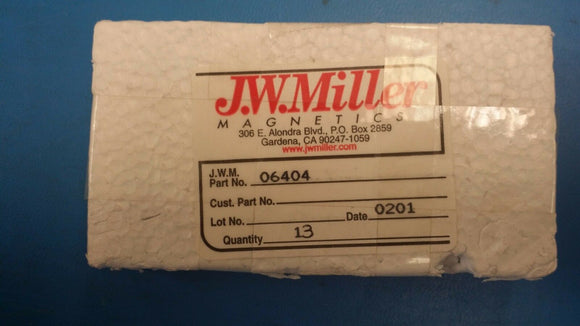 J.W.Miller
MAGNETICS
306 E. Alondra Blvd., P.O. Box 2859
Gardena, CA 90247-1059
www.jwmiller.com
J.W.M.
Part No. 06404
Cust. Part No.
Lot No. Date 0201
Quantity 13